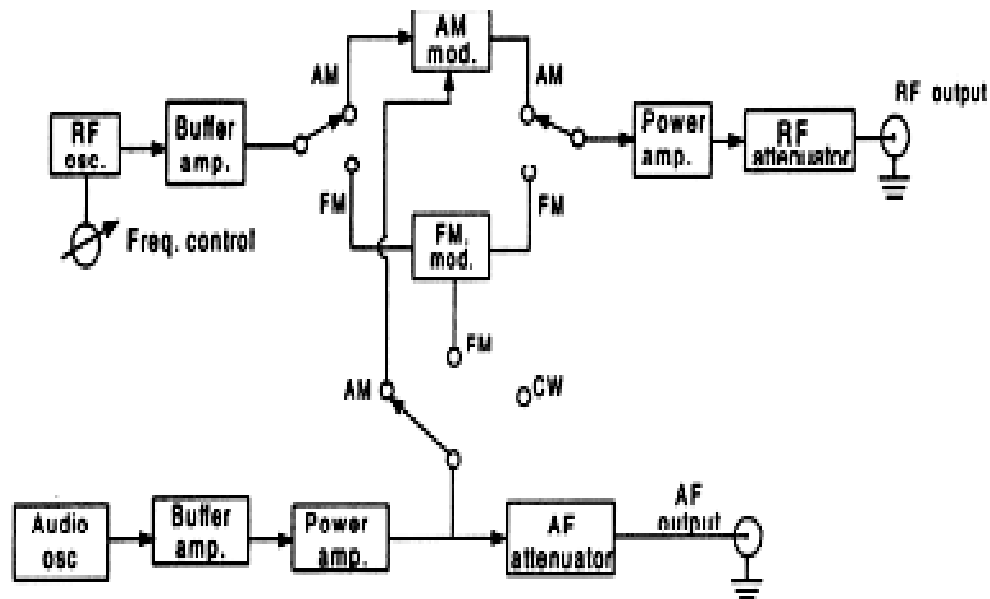 AM
mod.
AM
AM
RF output
RF
osc.
Buffer
amp.
Power
amp.
RF
attenuator
FM
FM
Freq. control
FM.
mod.
FM
AM
CW
Audio
osc
Buffer
amp.
Power
amp.
AF
attenuator
AF
output